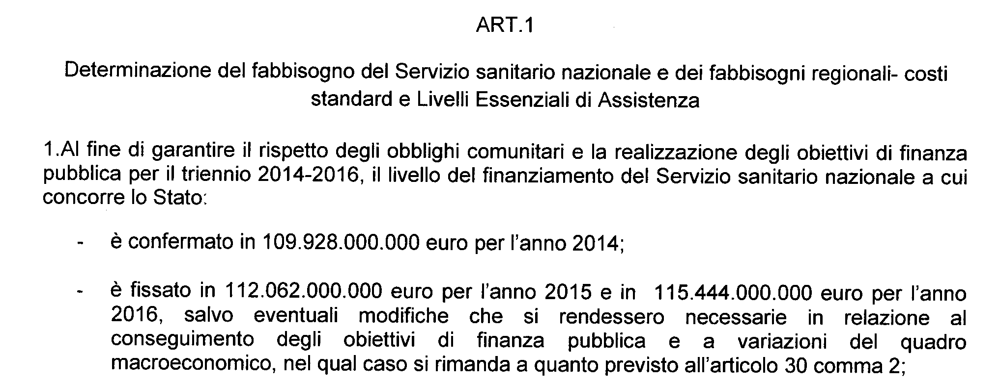 ART.1
Determinazione del fabbisogno del Servizio sanitario nazionale e dei fabbisogni regionali- costi
standard e Livelli Essenziali di Assistenza
1.Al fine di garantire il rispetto degli obblighi comunitari e la realizzazione degli obiettivi di finanza
pubblica per il triennio 2014-2016, il livello del finanziamento del Servizio sanitario nazionale a cui
concorre lo Stato:
- è confermato in 109.928.000.000 euro per l'anno 2014;
- è fissato in 112.062.000.000 euro per l'anno 2015 e in 115.444.000.000 euro per l'anno
2016, salvo eventuali modifiche che si rendessero necessarie in relazione al
conseguimento degli obiettivi di finanza pubblica e a variazioni del quadro
macroeconomico, nel qual caso si rimanda a quanto previsto all'articolo 30 comma 2;